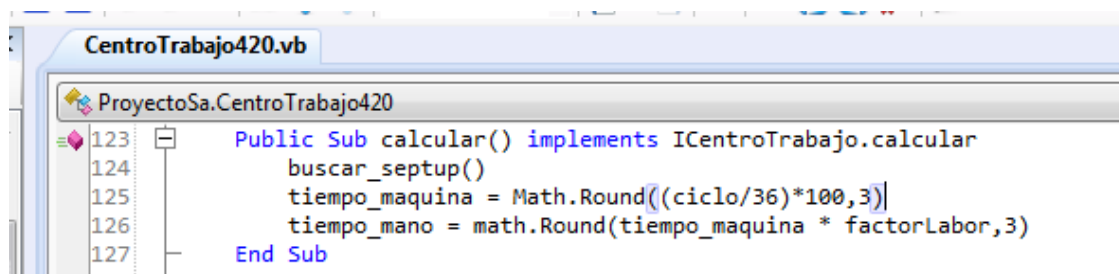 CentroTrabajo420.vb
ProyectoSa.CentroTrabajo420
123 Public Sub calcular() implements ICentroTrabajo.calcular
124 buscar_septup()
125 tiempo_maquina = Math.Round((ciclo/36)*100,3)
126 tiempo_mano = math.Round(tiempo_maquina * factorLabor,3)
127 End Sub